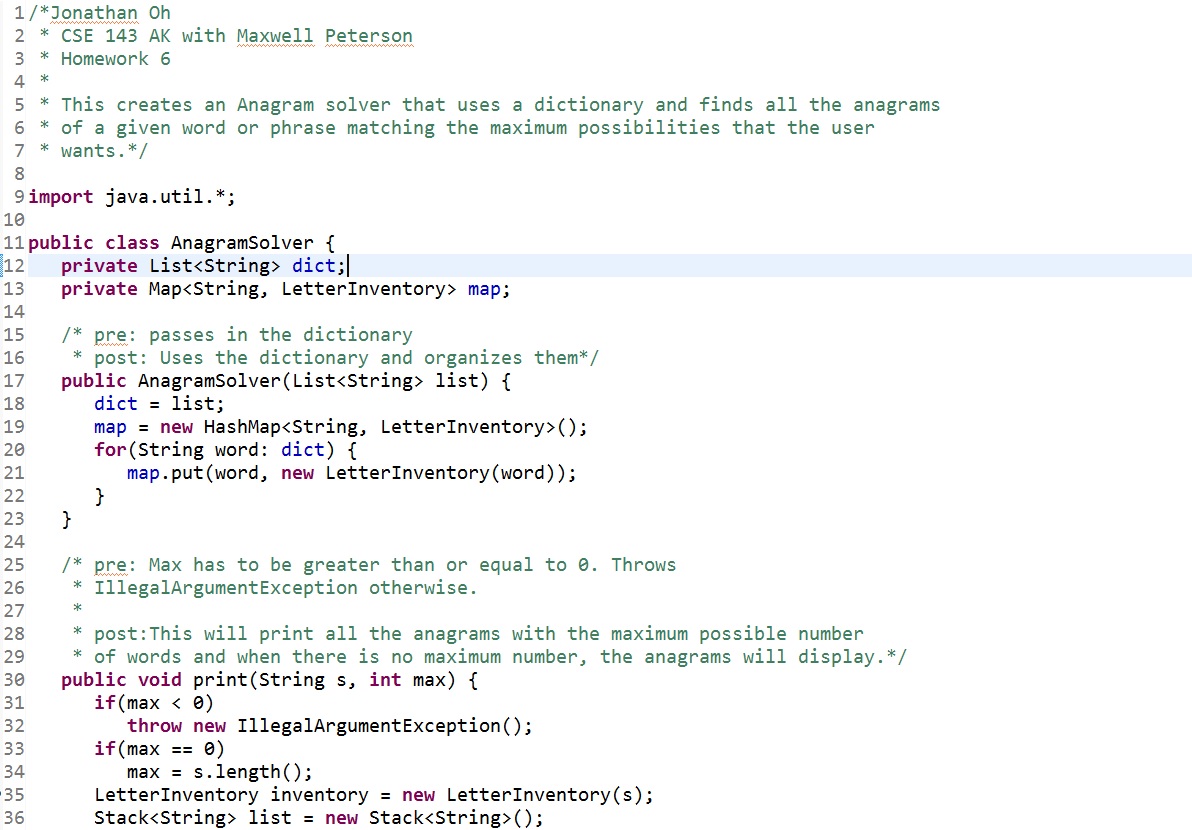 1 /*Jonathan Oh
2  * CSE 143 AK with Maxwell Peterson
3  * Homework 6
4  *
5  * This creates an Anagram solver that uses a dictionary and finds all the anagrams
6  * of a given word or phrase matching the maximum possibilities that the user
7  * wants.*/
8
9 import java.util.*;
10
11 public class AnagramSolver {
12    private List<String> dict;
13    private Map<String, LetterInventory> map;
14
15    /* pre: passes in the dictionary
16     * post: Uses the dictionary and organizes them*/
17    public AnagramSolver(List<String> list) {
18       dict = list;
19       map = new HashMap<String, LetterInventory>();
20       for(String word: dict) {
21          map.put(word, new LetterInventory(word));
22       }
23    }
24
25    /* pre: Max has to be greater than or equal to 0. Throws
26     * IllegalArgumentException otherwise.
27     *
28     * post:This will print all the anagrams with the maximum possible number
29     * of words and when there is no maximum number, the anagrams will display.*/
30    public void print(String s, int max) {
31       if(max < 0)
32          throw new IllegalArgumentException();
33       if(max == 0)
34          max = s.length();
35       LetterInventory inventory = new LetterInventory(s);
36       Stack<String> list = new Stack<String>();